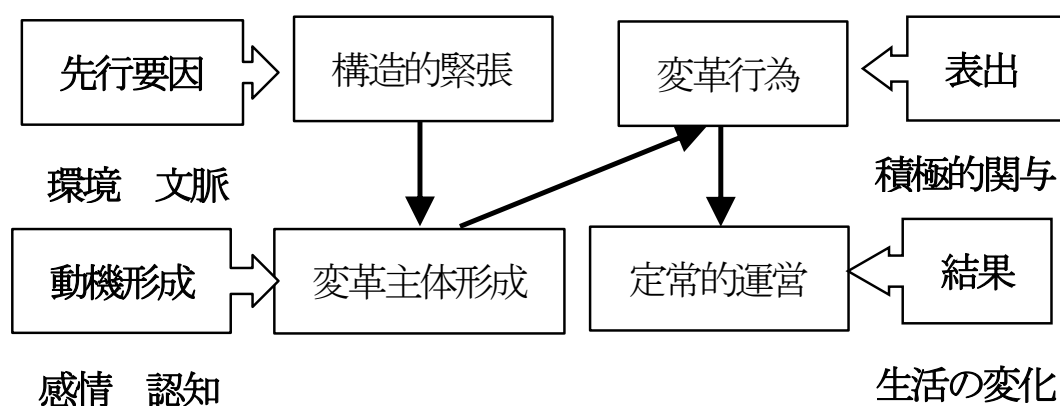 先行要因
構造的緊張
変革行為
表出
環境 文脈
積極的関与
動機形成
変革主体形成
定常的運営
結果
感情 認知
生活の変化